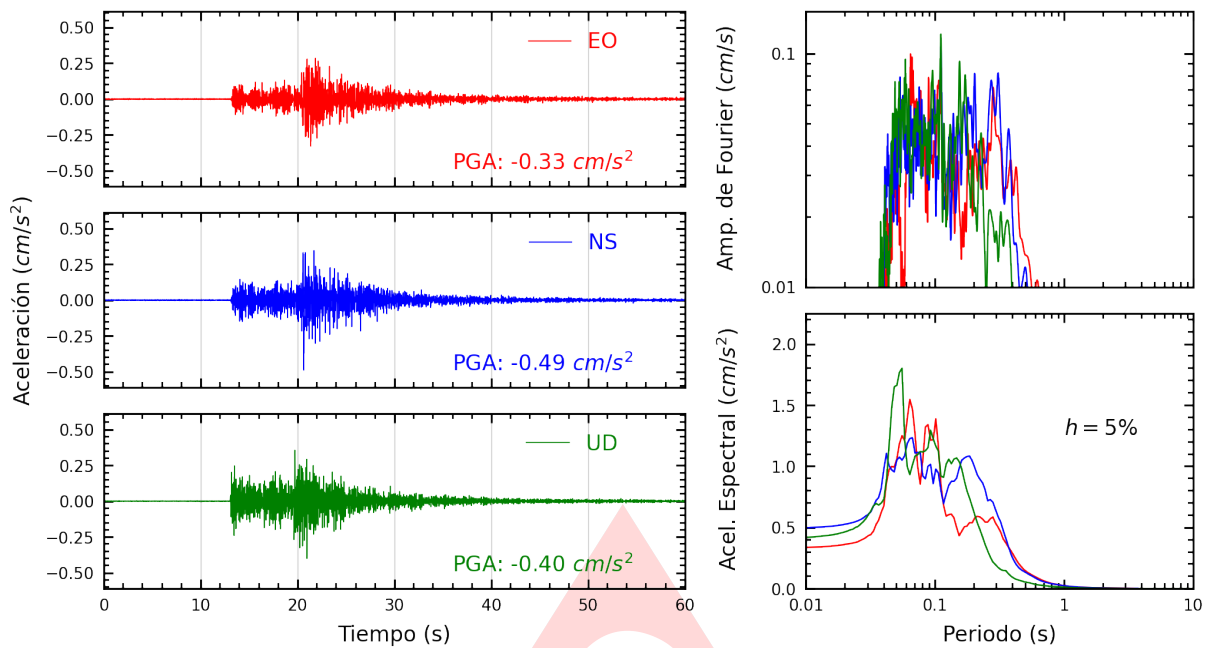 Aceleración (cm/s²)
0.50
0.25
0.00
−0.25
−0.50
EO
PGA: -0.33 cm/s²
0.50
0.25
0.00
−0.25
−0.50
NS
PGA: -0.49 cm/s²
0.50
0.25
0.00
−0.25
−0.50
UD
PGA: -0.40 cm/s²
0 10 20 30 40 50 60
Tiempo (s)
Amp. de Fourier (cm/s)
0.1
0.01
Acel. Espectral (cm/s²)
2.0
1.5
1.0
0.5
0.0
h = 5%
0.01 0.1 1 10
Periodo (s)